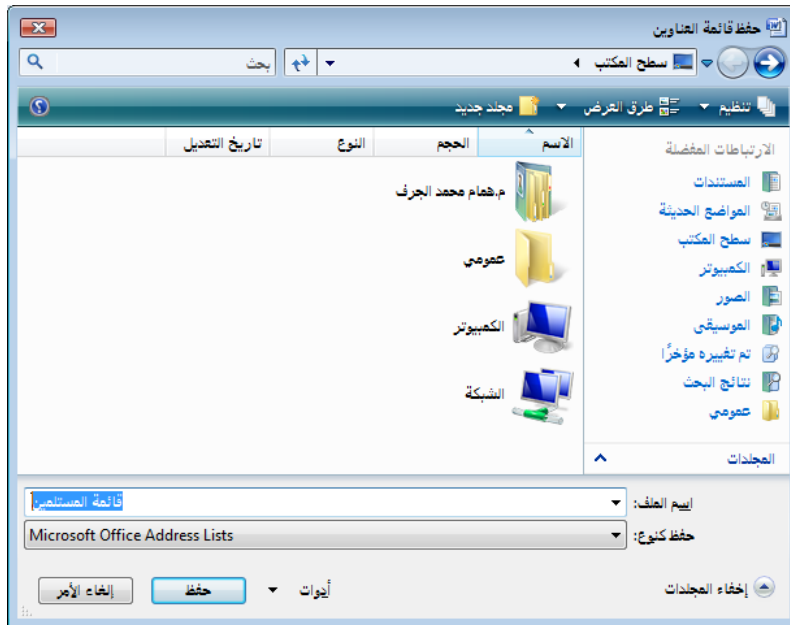 حفظ قائمة العناوين
سطح المكتب
بحث
تنظيم
طرق العرض
مجلد جديد
الارتباطات المفضلة
المستندات
المواضع الحديثة
سطح المكتب
الكمبيوتر
الصور
الموسيقى
تم تغييره مؤخرًا
نتائج البحث
عمومي
المجلدات
الاسم الحجم النوع تاريخ التعديل
م.همام محمد الجرف
عمومي
الكمبيوتر
الشبكة
اسم الملف: قائمة المستلمين
حفظ كنوع: Microsoft Office Address Lists
إخفاء المجلدات
أدوات
حفظ
إلغاء الأمر